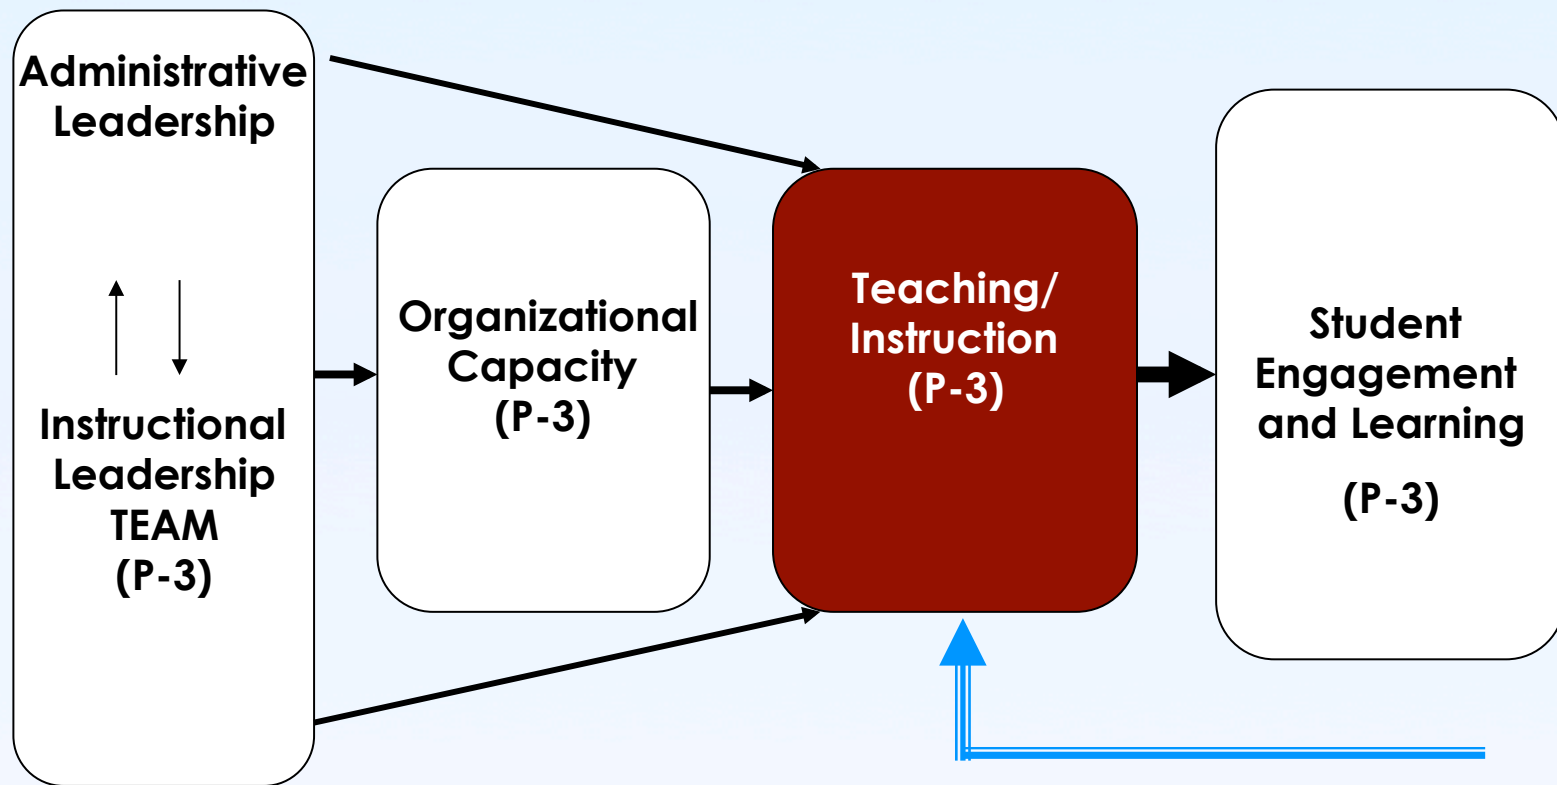 Administrative
Leadership
Instructional
Leadership
TEAM
(P-3)
Organizational
Capacity
(P-3)
Teaching/
Instruction
(P-3)
Student
Engagement
and Learning
(P-3)